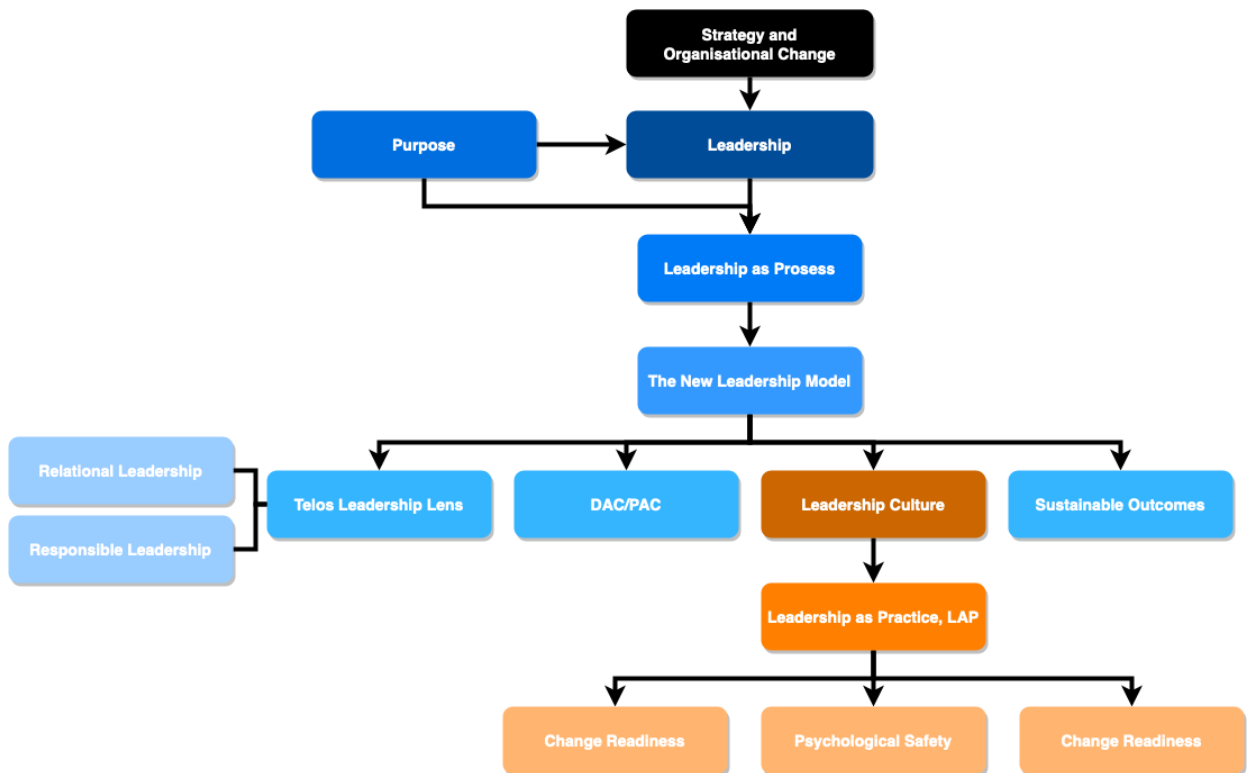 Strategy and
Organisational Change
Purpose
Leadership
Leadership as Prosess
The New Leadership Model
Relational Leadership
Responsible Leadership
Telos Leadership Lens
DAC/PAC
Leadership Culture
Sustainable Outcomes
Leadership as Practice, LAP
Change Readiness
Psychological Safety
Change Readiness